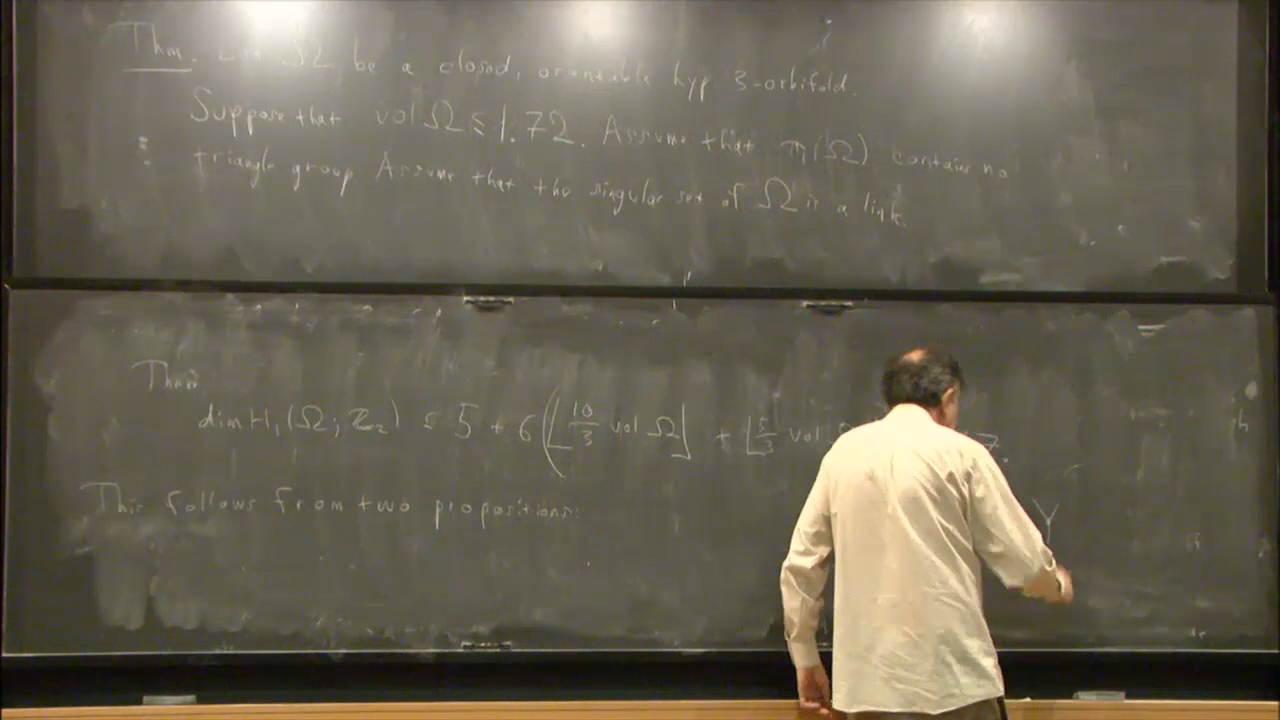 Thm. Let Ω be a closed, orientable hyp 3-orbifold.
Suppose that vol Ω ≤ 1.72. Assume that π₁(Ω) contains no
triangle group Assume that the singular set of Ω is a link.
Then
dim H₁(Ω; ℤ₂) ≤ 5 + 6(⌊10/3 vol Ω⌋ + ⌊5/3 vol
This follows from two propositions:
Y